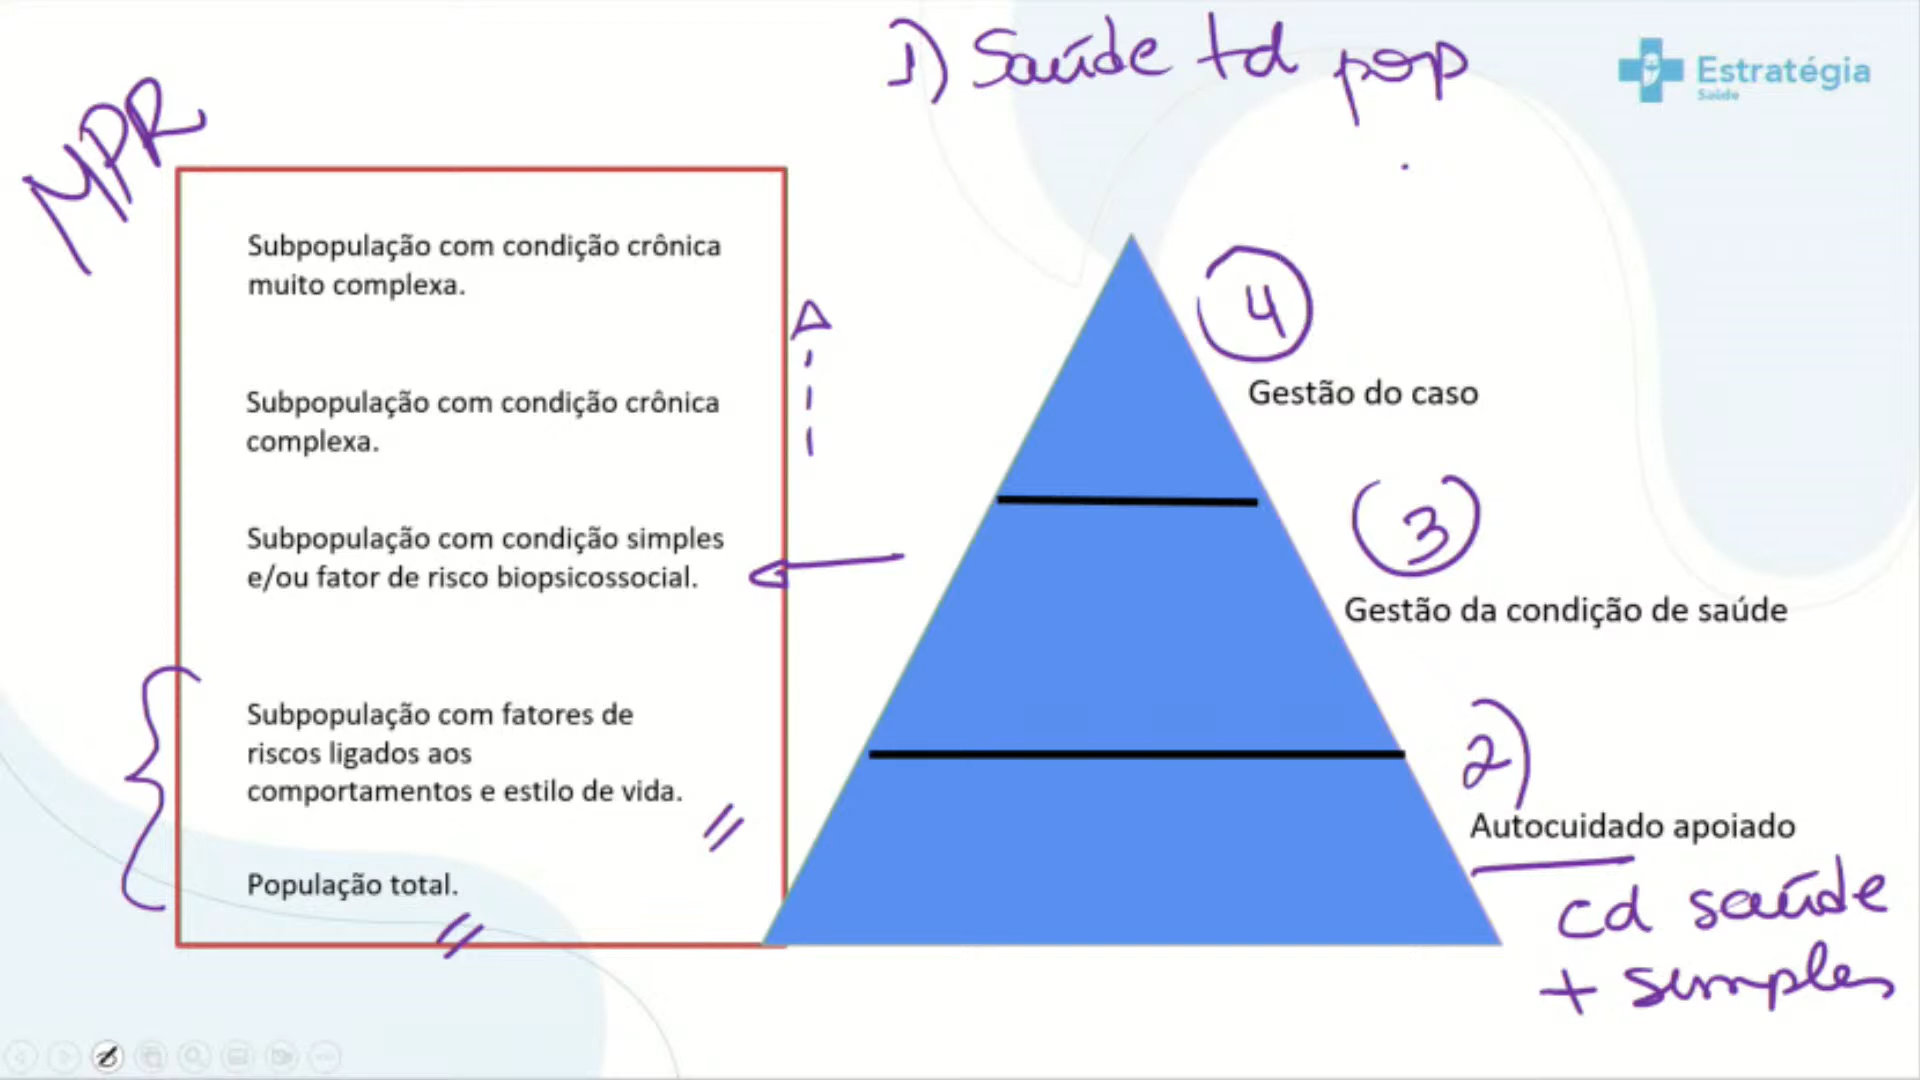 1) Saúde td pop
Estratégia
Saúde
MPR
Subpopulação com condição crônica
muito complexa.
4
Gestão do caso
Subpopulação com condição crônica
complexa.
3
Subpopulação com condição simples
e/ou fator de risco biopsicossocial.
Gestão da condição de saúde
Subpopulação com fatores de
riscos ligados aos
comportamentos e estilo de vida.
2)
Autocuidado apoiado
População total.
cd saúde
+ simples